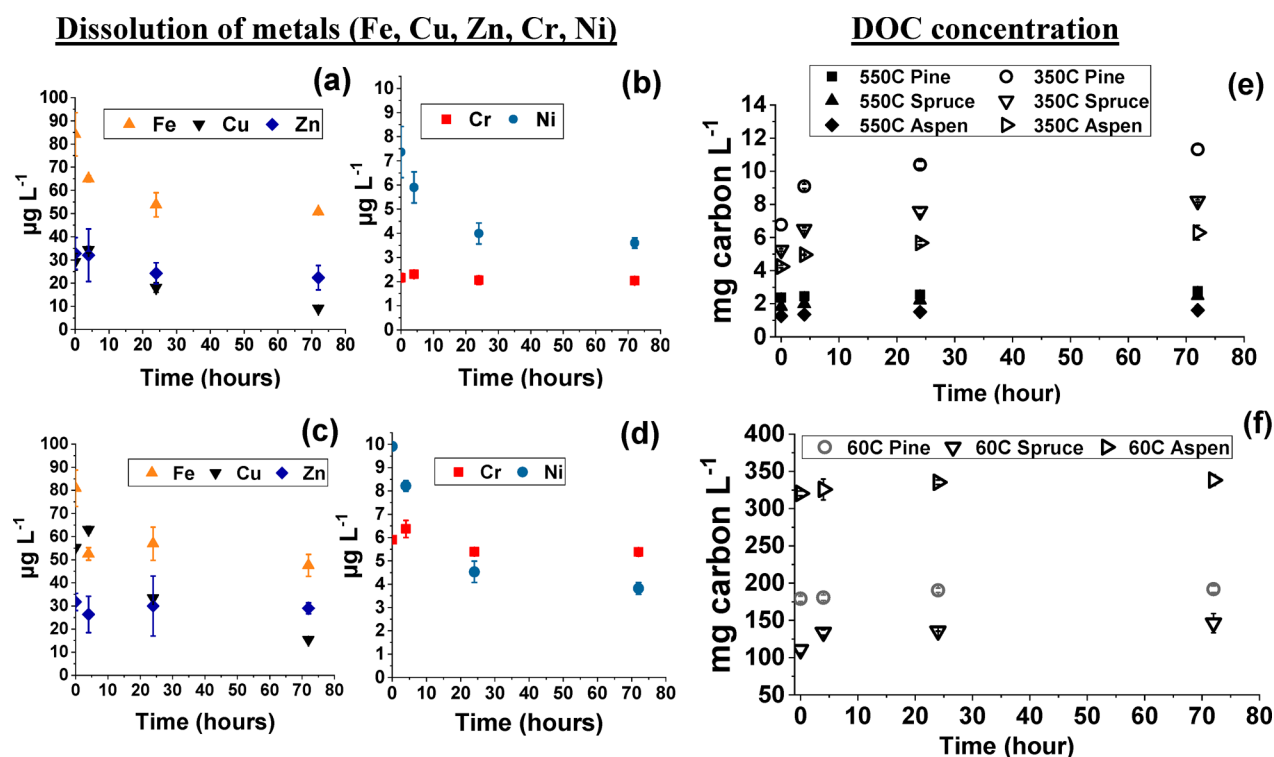 Dissolution of metals (Fe, Cu, Zn, Cr, Ni)
(a)
100
90
80
70
60
50
40
30
20
10
0
Fe Cu Zn
µg L⁻¹
0 10 20 30 40 50 60 70 80
Time (hours)
(b)
11
10
9
8
7
6
5
4
3
2
1
0
Cr Ni
µg L⁻¹
0 10 20 30 40 50 60 70 80
Time (hours)
(c)
100
90
80
70
60
50
40
30
20
10
0
Fe Cu Zn
µg L⁻¹
0 10 20 30 40 50 60 70 80
Time (hours)
(d)
10
9
8
7
6
5
4
3
2
1
0
Cr Ni
µg L⁻¹
0 10 20 30 40 50 60 70 80
Time (hours)
DOC concentration
(e)
550C Pine 350C Pine
550C Spruce 350C Spruce
550C Aspen 350C Aspen
14
12
10
8
6
4
2
0
mg carbon L⁻¹
0 10 20 30 40 50 60 70 80
Time (hour)
(f)
400
350
300
250
200
150
100
50
60C Pine 60C Spruce 60C Aspen
mg carbon L⁻¹
0 10 20 30 40 50 60 70 80
Time (hour)